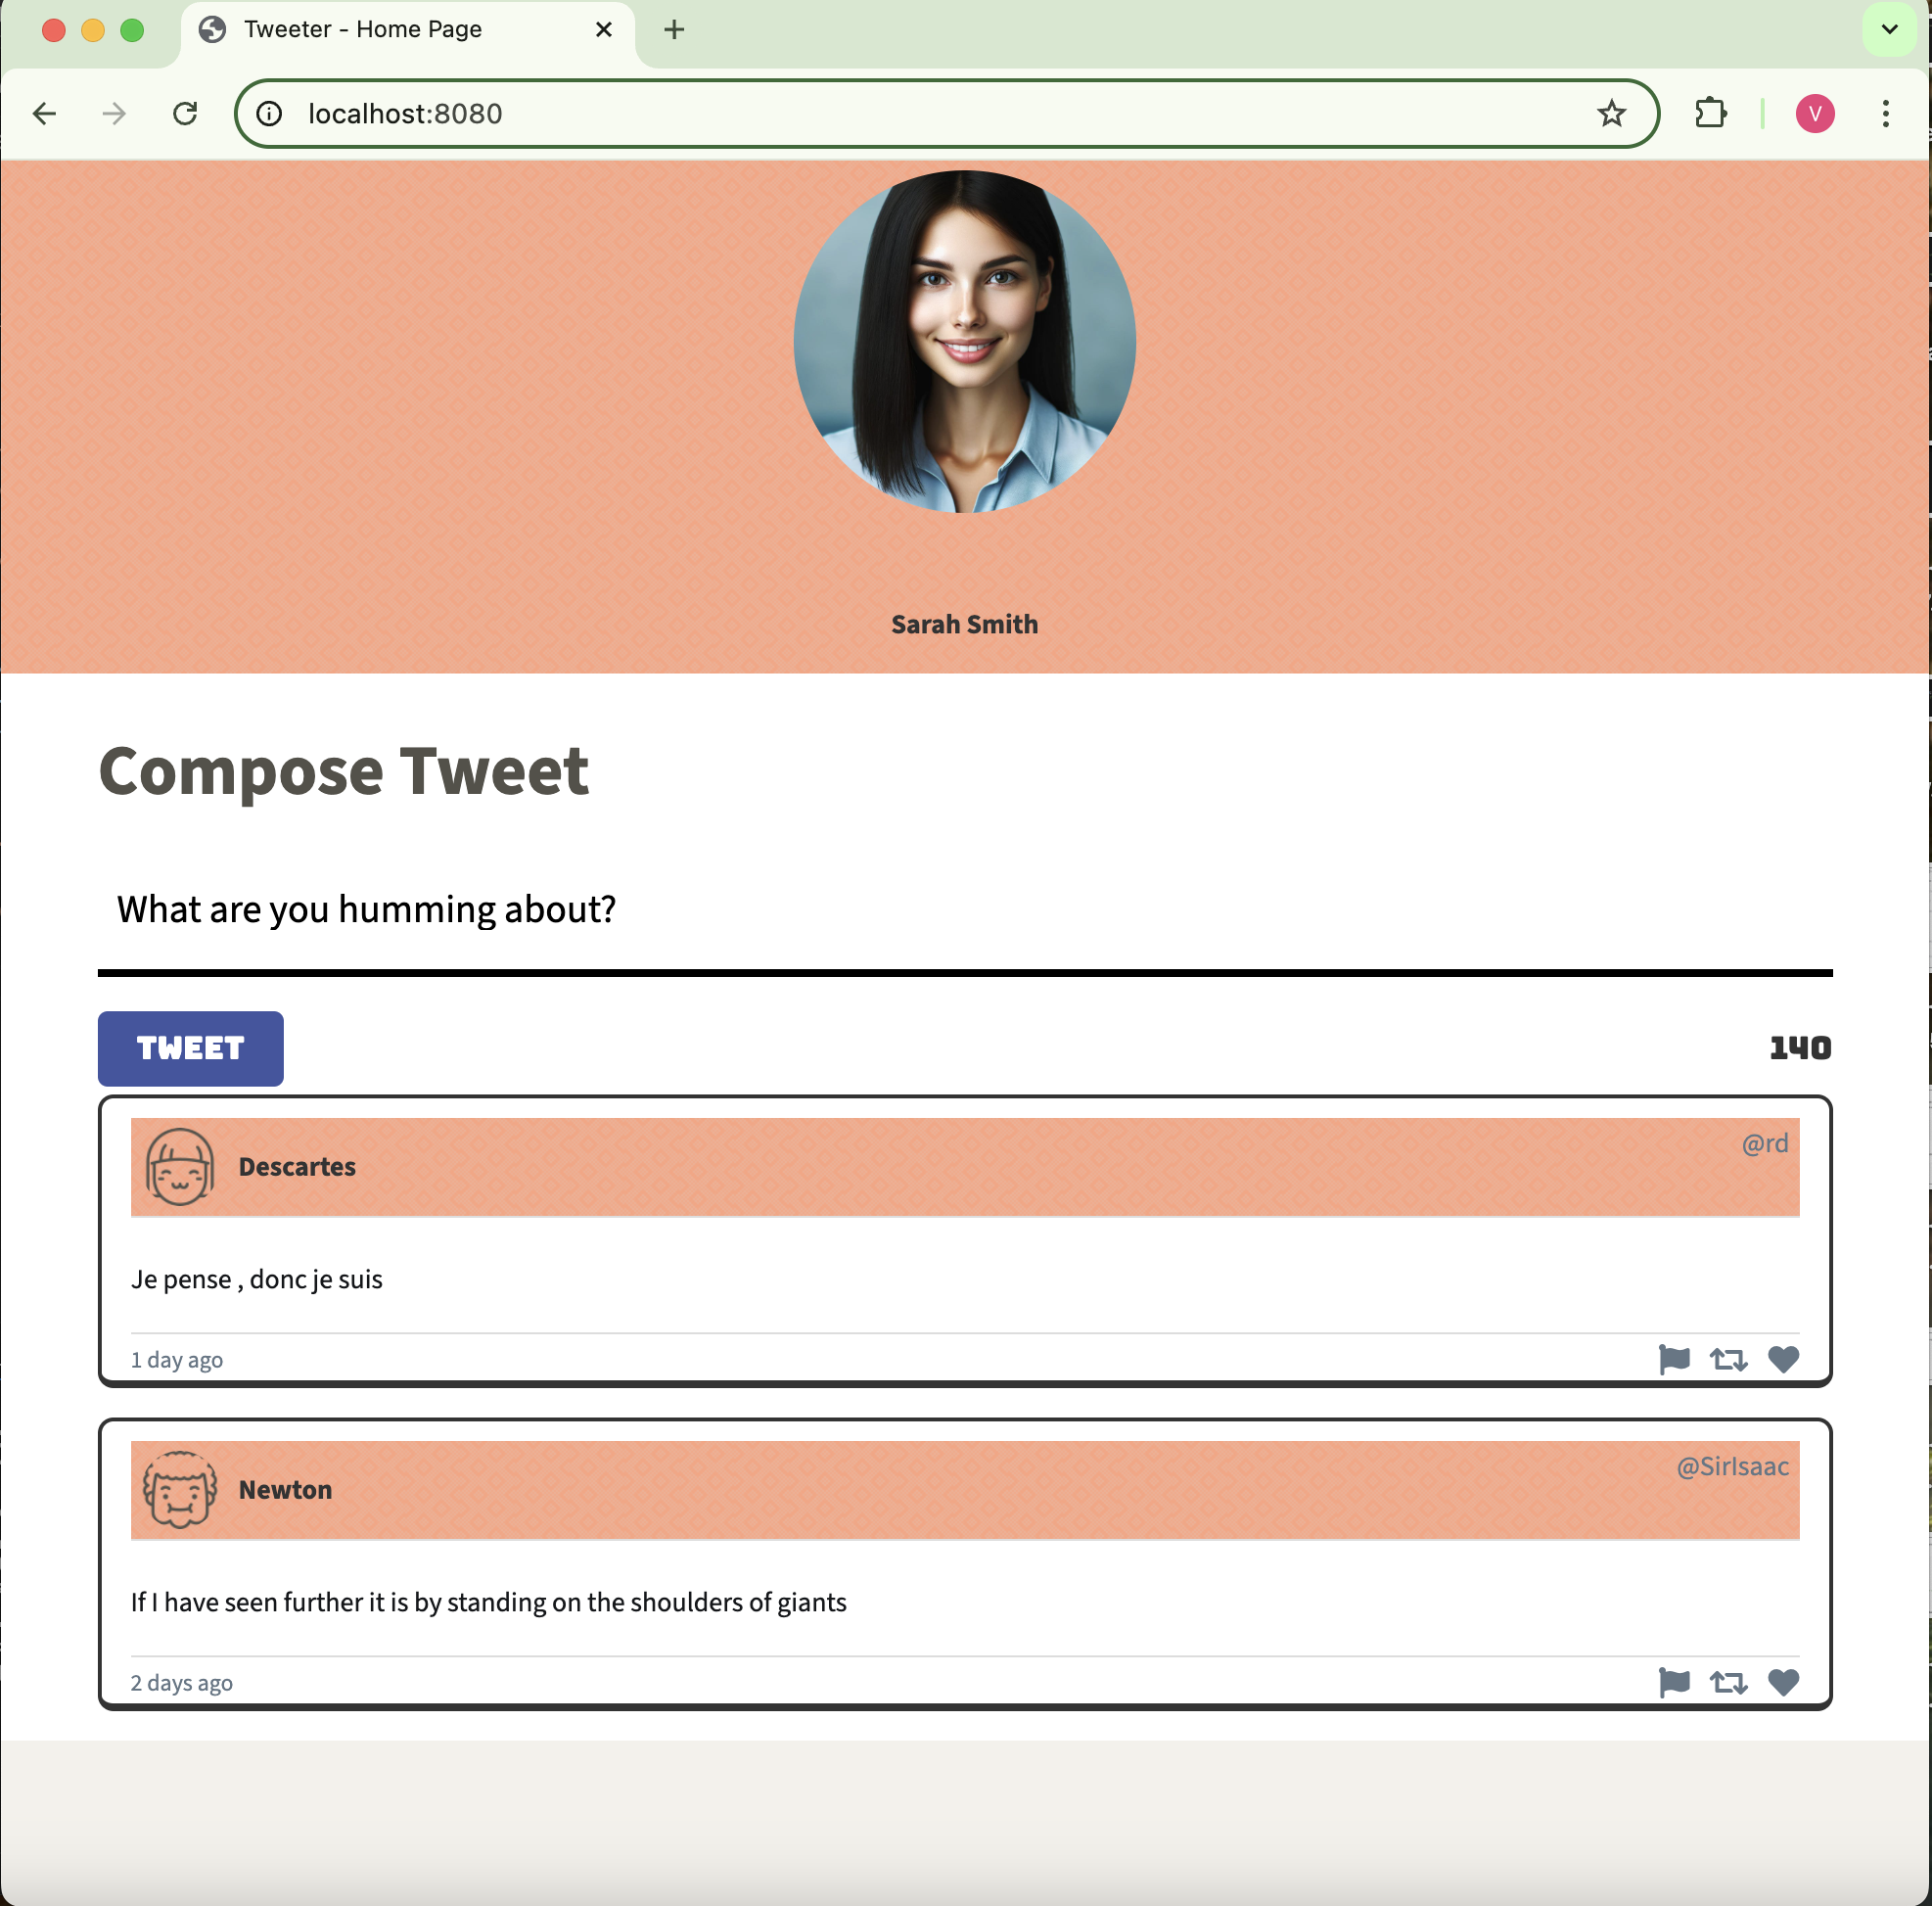 Tweeter - Home Page
localhost:8080
V
Sarah Smith
Compose Tweet
What are you humming about?
TWEET
140
Descartes
@rd
Je pense , donc je suis
1 day ago
Newton
@SirIsaac
If I have seen further it is by standing on the shoulders of giants
2 days ago